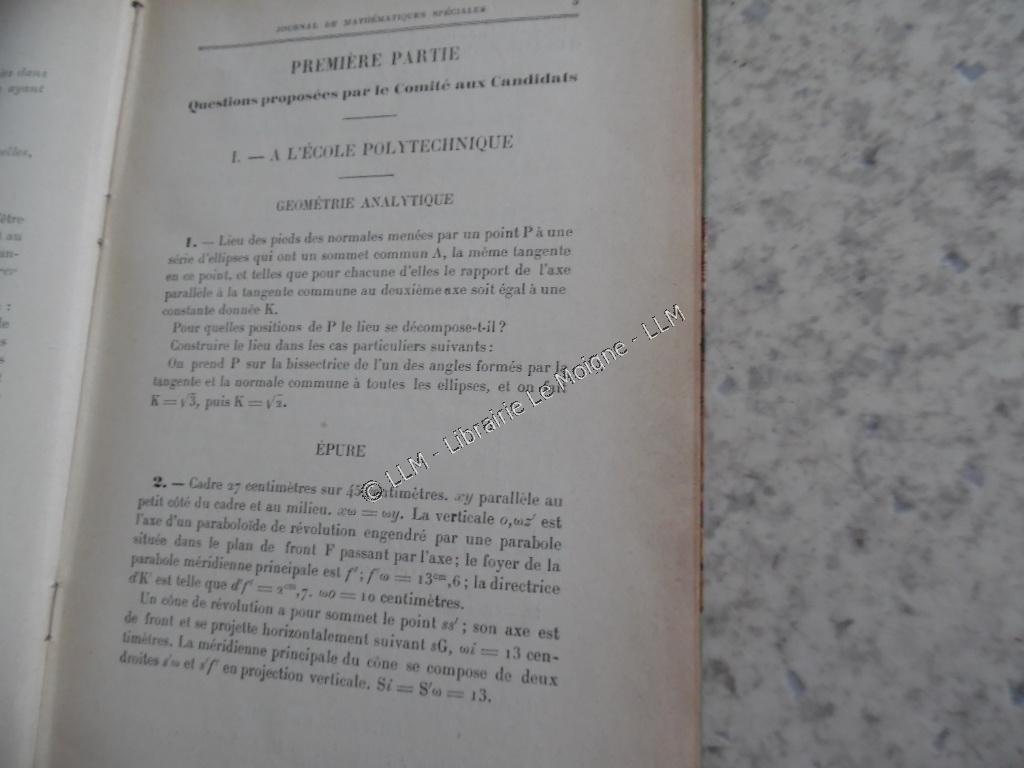 JOURNAL DE MATHÉMATIQUES SPÉCIALES
PREMIÈRE PARTIE
Questions proposées par le Comité aux Candidats
I. — A L'ÉCOLE POLYTECHNIQUE
GEOMÉTRIE ANALYTIQUE
1. — Lieu des pieds des normales menées par un point P à une
série d'ellipses qui ont un sommet commun A, la même tangente
en ce point, et telles que pour chacune d'elles le rapport de l'axe
parallèle à la tangente commune au deuxième axe soit égal à une
constante donnée K.
Pour quelles positions de P le lieu se décompose-t-il ?
Construire le lieu dans les cas particuliers suivants :
On prend P sur la bissectrice de l'un des angles formés par la
tangente et la normale commune à toutes les ellipses, et on a
K = √3, puis K = √2.
ÉPURE
2. — Cadre 27 centimètres sur centimètres. xy parallèle au
petit côté du cadre et au milieu. xω = ωy. La verticale o,ωz' est
l'axe d'un paraboloïde de révolution engendré par une parabole
située dans le plan de front F passant par l'axe ; le foyer de la
parabole méridienne principale est f' ; f'ω = 13cm,6 ; la directrice
d'K' est telle que d'f' = 2cm,7. ωo = 10 centimètres.
Un cône de révolution a pour sommet le point ss' ; son axe est
de front et se projette horizontalement suivant sG, ωi = 13 cen-
timètres. La méridienne principale du cône se compose de deux
droites s'ω et s'f' en projection verticale. Si = S'ω = 13.
ès dans
ayant
elles,
être
au
an-
rer
:
le
s
s
t
© LLM - Librairie Le Moigne - LLM